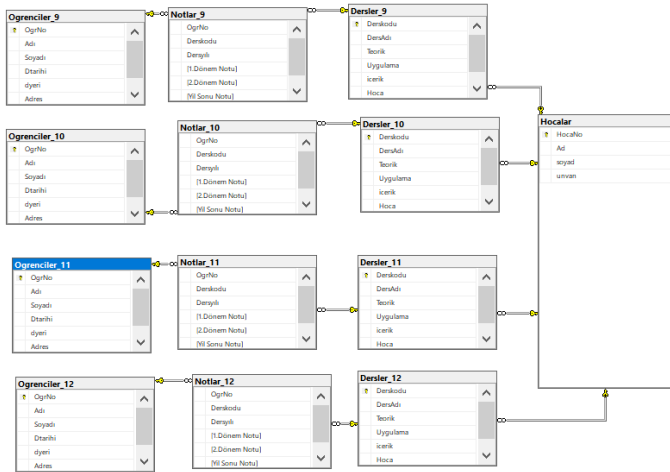 Ogrenciler_9
OgrNo
Adı
Soyadı
Dtarihi
dyeri
Adres
Notlar_9
OgrNo
Derskodu
Dersyılı
[1.Dönem Notu]
[2.Dönem Notu]
[Yıl Sonu Notu]
Dersler_9
Derskodu
DersAdı
Teorik
Uygulama
icerik
Hoca
Ogrenciler_10
OgrNo
Adı
Soyadı
Dtarihi
dyeri
Adres
Notlar_10
OgrNo
Derskodu
Dersyılı
[1.Dönem Notu]
[2.Dönem Notu]
[Yıl Sonu Notu]
Dersler_10
Derskodu
DersAdı
Teorik
Uygulama
icerik
Hoca
Hocalar
HocaNo
Ad
soyad
unvan
Ogrenciler_11
OgrNo
Adı
Soyadı
Dtarihi
dyeri
Adres
Notlar_11
OgrNo
Derskodu
Dersyılı
[1.Dönem Notu]
[2.Dönem Notu]
[Yıl Sonu Notu]
Dersler_11
Derskodu
DersAdı
Teorik
Uygulama
icerik
Hoca
Ogrenciler_12
OgrNo
Adı
Soyadı
Dtarihi
dyeri
Adres
Notlar_12
OgrNo
Derskodu
Dersyılı
[1.Dönem Notu]
[2.Dönem Notu]
[Yıl Sonu Notu]
Dersler_12
Derskodu
DersAdı
Teorik
Uygulama
icerik
Hoca